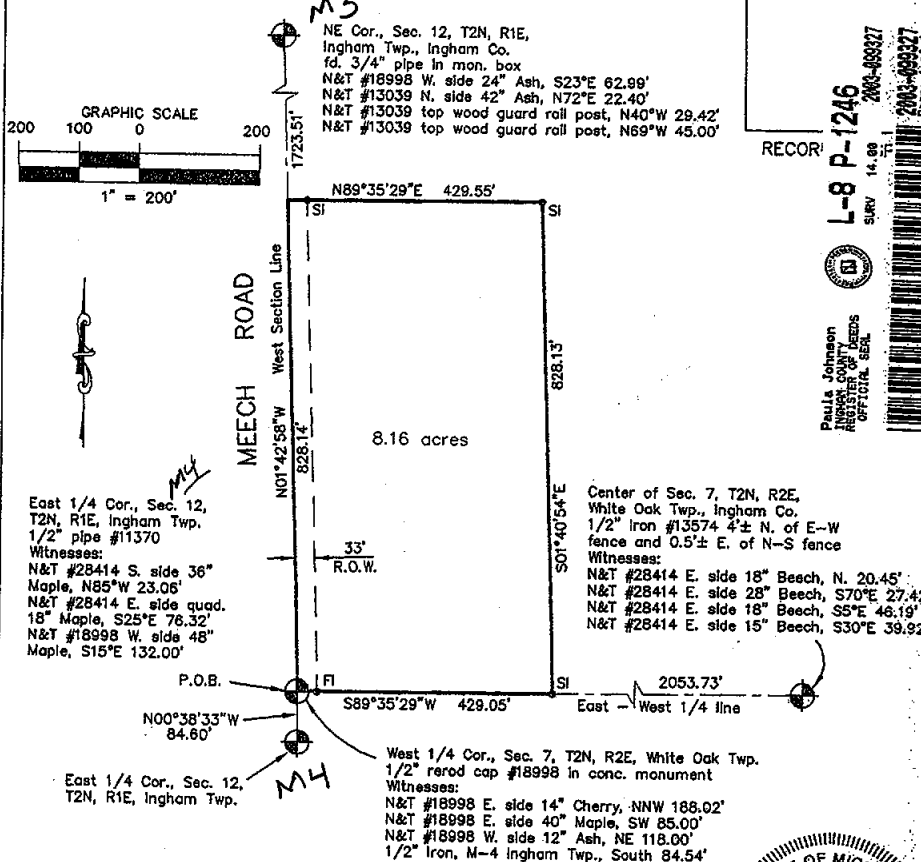 M5
NE Cor., Sec. 12, T2N, R1E,
Ingham Twp., Ingham Co.
fd. 3/4" pipe in mon. box
N&T #18998 W. side 24" Ash, S23°E 62.99'
N&T #13039 N. side 42" Ash, N72°E 22.40'
N&T #13039 top wood guard rail post, N40°W 29.42'
N&T #13039 top wood guard rail post, N69°W 45.00'
GRAPHIC SCALE
200 100 0 200
1" = 200'
1723.51'
RECOR
L-8 P-1246
SURV 14.00
2003-099327
2003-099327
Paula Johnson
INGHAM COUNTY
REGISTER OF DEEDS
OFFICIAL SEAL
N89°35'29"E 429.55'
SI
SI
MEECH ROAD
West Section Line
N01°42'58"W
828.14'
828.13'
S01°40'54"E
8.16 acres
33'
R.O.W.
M4
East 1/4 Cor., Sec. 12,
T2N, R1E, Ingham Twp.
1/2" pipe #11370
Witnesses:
N&T #28414 S. side 36"
Maple, N85°W 23.06'
N&T #28414 E. side quad.
18" Maple, S25°E 76.32'
N&T #18998 W. side 48"
Maple, S15°E 132.00'
Center of Sec. 7, T2N, R2E,
White Oak Twp., Ingham Co.
1/2" iron #13574 4'± N. of E-W
fence and 0.5'± E. of N-S fence
Witnesses:
N&T #28414 E. side 18" Beech, N. 20.45'
N&T #28414 E. side 28" Beech, S70°E 27.4
N&T #28414 E. side 18" Beech, S5°E 46.19'
N&T #28414 E. side 15" Beech, S30°E 39.92
P.O.B.
FI
SI
S89°35'29"W 429.05'
2053.73'
East - West 1/4 line
N00°38'33"W
84.60'
East 1/4 Cor., Sec. 12,
T2N, R1E, Ingham Twp.
M4
West 1/4 Cor., Sec. 7, T2N, R2E, White Oak Twp.
1/2" rerod cap #18998 in conc. monument
Witnesses:
N&T #18998 E. side 14" Cherry, NNW 188.02'
N&T #18998 E. side 40" Maple, SW 85.00'
N&T #18998 W. side 12" Ash, NE 118.00'
1/2" Iron, M-4 Ingham Twp., South 84.54'
OF MIC